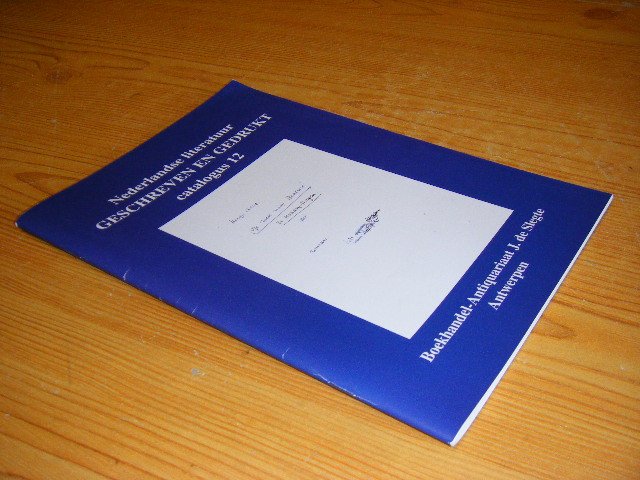 Nederlandse literatuur
GESCHREVEN EN GEDRUKT
catalogus 12
Boekhandel-Antiquariaat J. de Slegte
Antwerpen